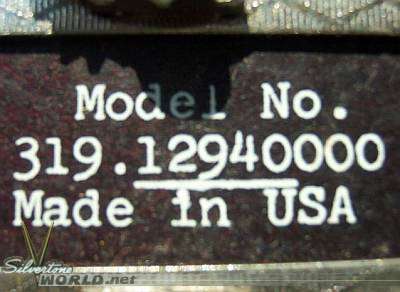 Model No.
319.12940000
Made in USA
Silvertone
WORLD.net